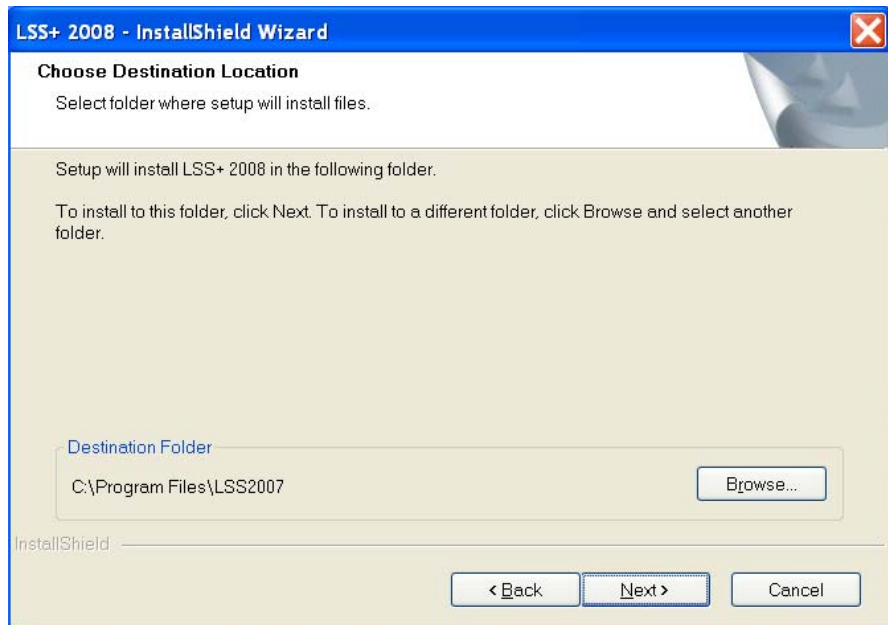 LSS+ 2008 - InstallShield Wizard
Choose Destination Location
Select folder where setup will install files.
Setup will install LSS+ 2008 in the following folder.
To install to this folder, click Next. To install to a different folder, click Browse and select another
folder.
Destination Folder
C:\Program Files\LSS2007
Browse...
InstallShield
< Back
Next >
Cancel